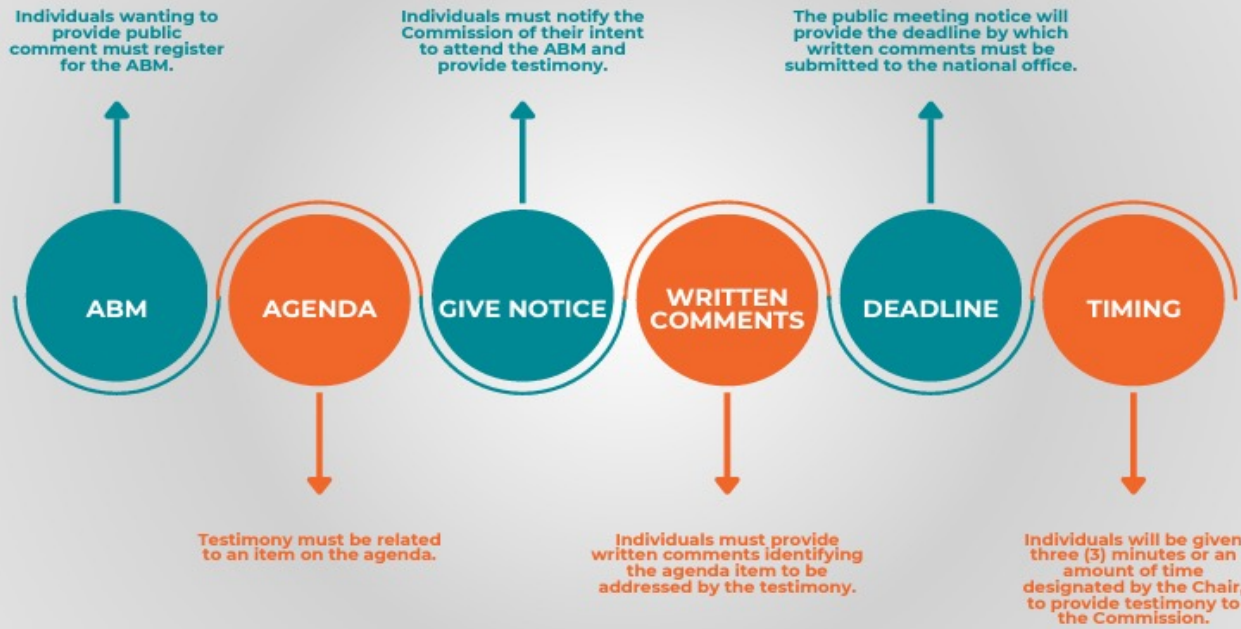 Individuals wanting to
provide public
comment must register
for the ABM.
Individuals must notify the
Commission of their intent
to attend the ABM and
provide testimony.
The public meeting notice will
provide the deadline by which
written comments must be
submitted to the national office.
ABM
AGENDA
GIVE NOTICE
WRITTEN
COMMENTS
DEADLINE
TIMING
Testimony must be related
to an item on the agenda.
Individuals must provide
written comments identifying
the agenda item to be
addressed by the testimony.
Individuals will be given
three (3) minutes or an
amount of time
designated by the Chair,
to provide testimony to
the Commission.